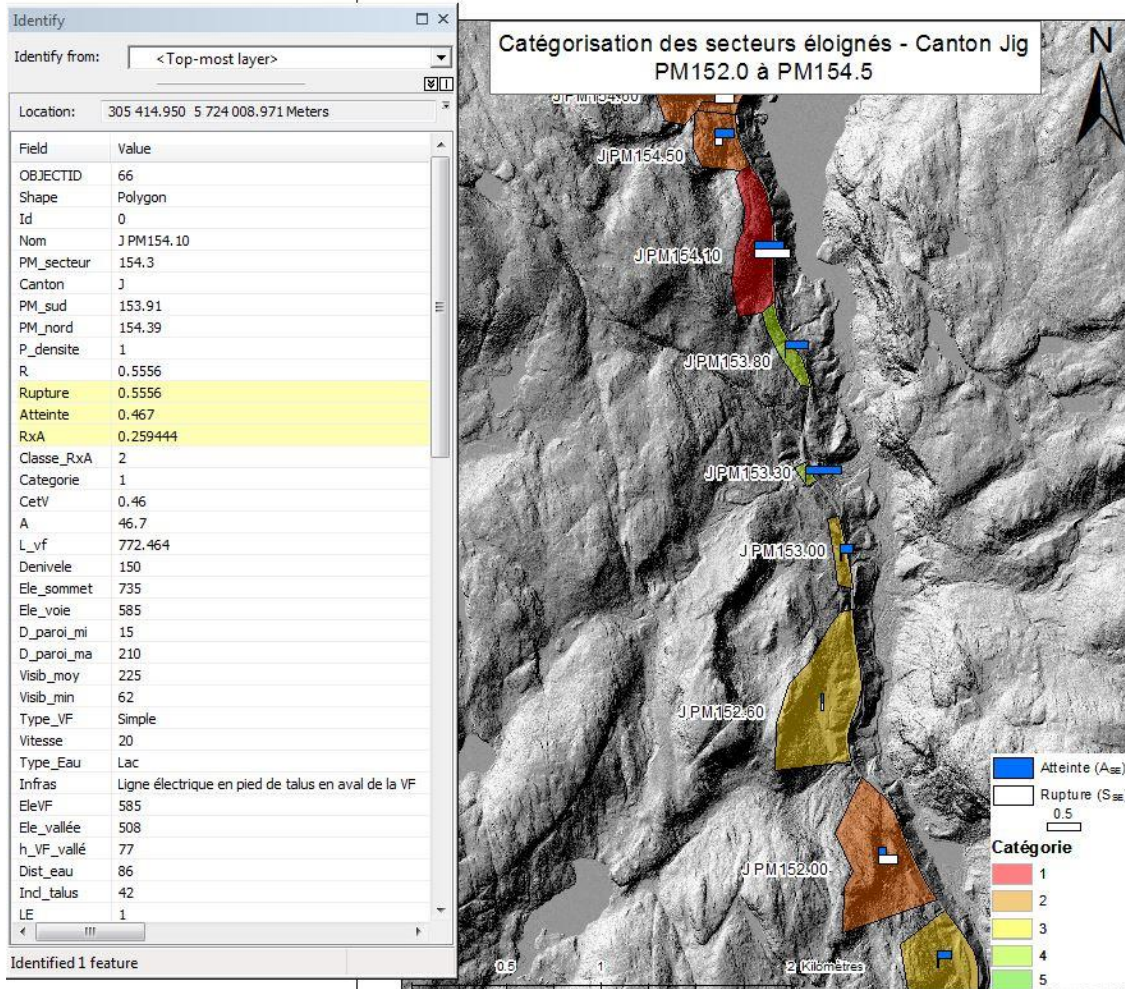 Identify
Identify from: <Top-most layer>
Location: 305 414.950 5 724 008.971 Meters
Field Value
OBJECTID 66
Shape Polygon
Id 0
Nom J PM154.10
PM_secteur 154.3
Canton J
PM_sud 153.91
PM_nord 154.39
P_densite 1
R 0.5556
Rupture 0.5556
Atteinte 0.467
RxA 0.259444
Classe_RxA 2
Categorie 1
CetV 0.46
A 46.7
L_vf 772.464
Denivele 150
Ele_sommet 735
Ele_voie 585
D_paroi_mi 15
D_paroi_ma 210
Visib_moy 225
Visib_min 62
Type_VF Simple
Vitesse 20
Type_Eau Lac
Infras Ligne électrique en pied de talus en aval de la VF
EleVF 585
Ele_vallée 508
h_VF_vallé 77
Dist_eau 86
Incl_talus 42
LE 1
Identified 1 feature
Catégorisation des secteurs éloignés - Canton Jig
PM152.0 à PM154.5
N
J PM154.50
J PM154.10
J PM153.80
J PM153.30
J PM153.00
J PM152.60
J PM152.00
Atteinte (ASE)
Rupture (SSE)
0.5
Catégorie
1
2
3
4
5
0.5 1 2 Kilomètres